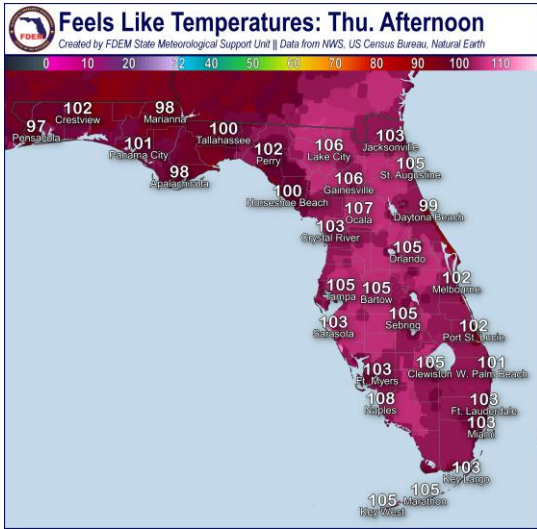 Feels Like Temperatures: Thu. Afternoon
Created by FDEM State Meteorological Support Unit || Data from NWS, US Census Bureau, Natural Earth
FDEM
0 10 20 32 40 50 60 70 80 90 100 110
97
Pensacola
102
Crestview
98
Marianna
101
Panama City
98
Apalachicola
100
Tallahassee
102
Perry
106
Lake City
103
Jacksonville
105
St. Augustine
106
Gainesville
100
Horseshoe Beach
107
Ocala
99
Daytona Beach
103
Crystal River
105
Orlando
102
Melbourne
105
Tampa
105
Bartow
105
Sebring
103
Sarasota
102
Port St. Lucie
103
Ft. Myers
105
Clewiston
101
W. Palm Beach
108
Naples
103
Ft. Lauderdale
103
Miami
103
Key Largo
105
Marathon
105
Key West